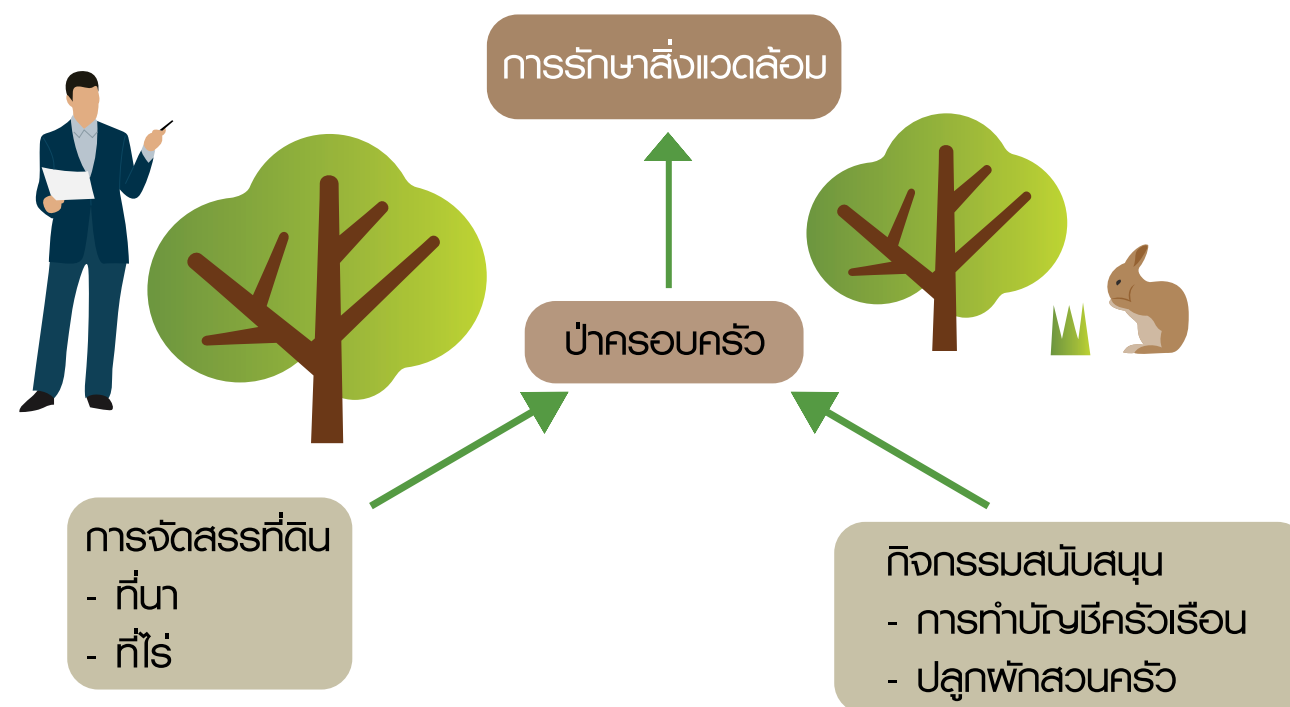 การรักษาสิ่งแวดล้อม
ป่าครอบครัว
การจัดสรรที่ดิน
- ที่นา
- ที่ไร่
กิจกรรมสนับสนุน
- การทำบัญชีครัวเรือน
- ปลูกผักสวนครัว